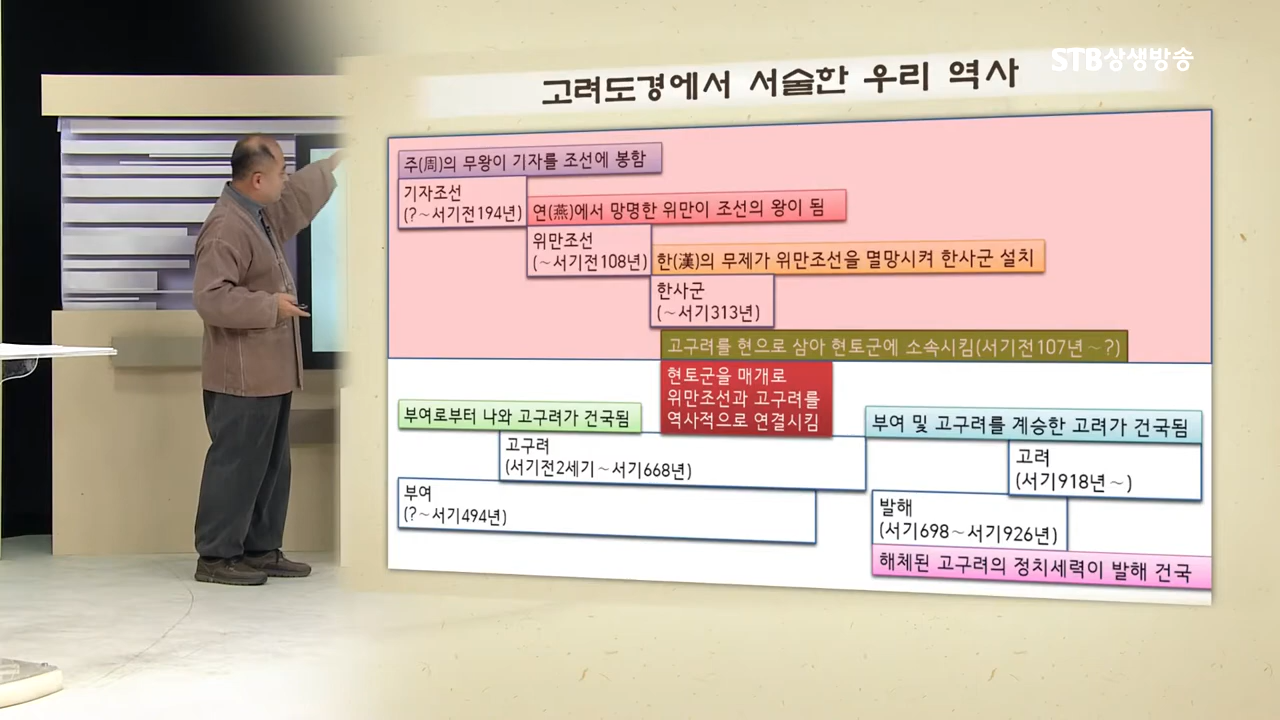 STB상생방송
고려도경에서 서술한 우리 역사
주(周)의 무왕이 기자를 조선에 봉함
기자조선
(?~서기전194년)
연(燕)에서 망명한 위만이 조선의 왕이 됨
위만조선
(~서기전108년)
한(漢)의 무제가 위만조선을 멸망시켜 한사군 설치
한사군
(~서기313년)
고구려를 현으로 삼아 현토군에 소속시킴(서기전107년~?)
현토군을 매개로
위만조선과 고구려를
역사적으로 연결시킴
부여로부터 나와 고구려가 건국됨
고구려
(서기전2세기~서기668년)
부여
(?~서기494년)
부여 및 고구려를 계승한 고려가 건국됨
고려
(서기918년~)
발해
(서기698~서기926년)
해체된 고구려의 정치세력이 발해 건국